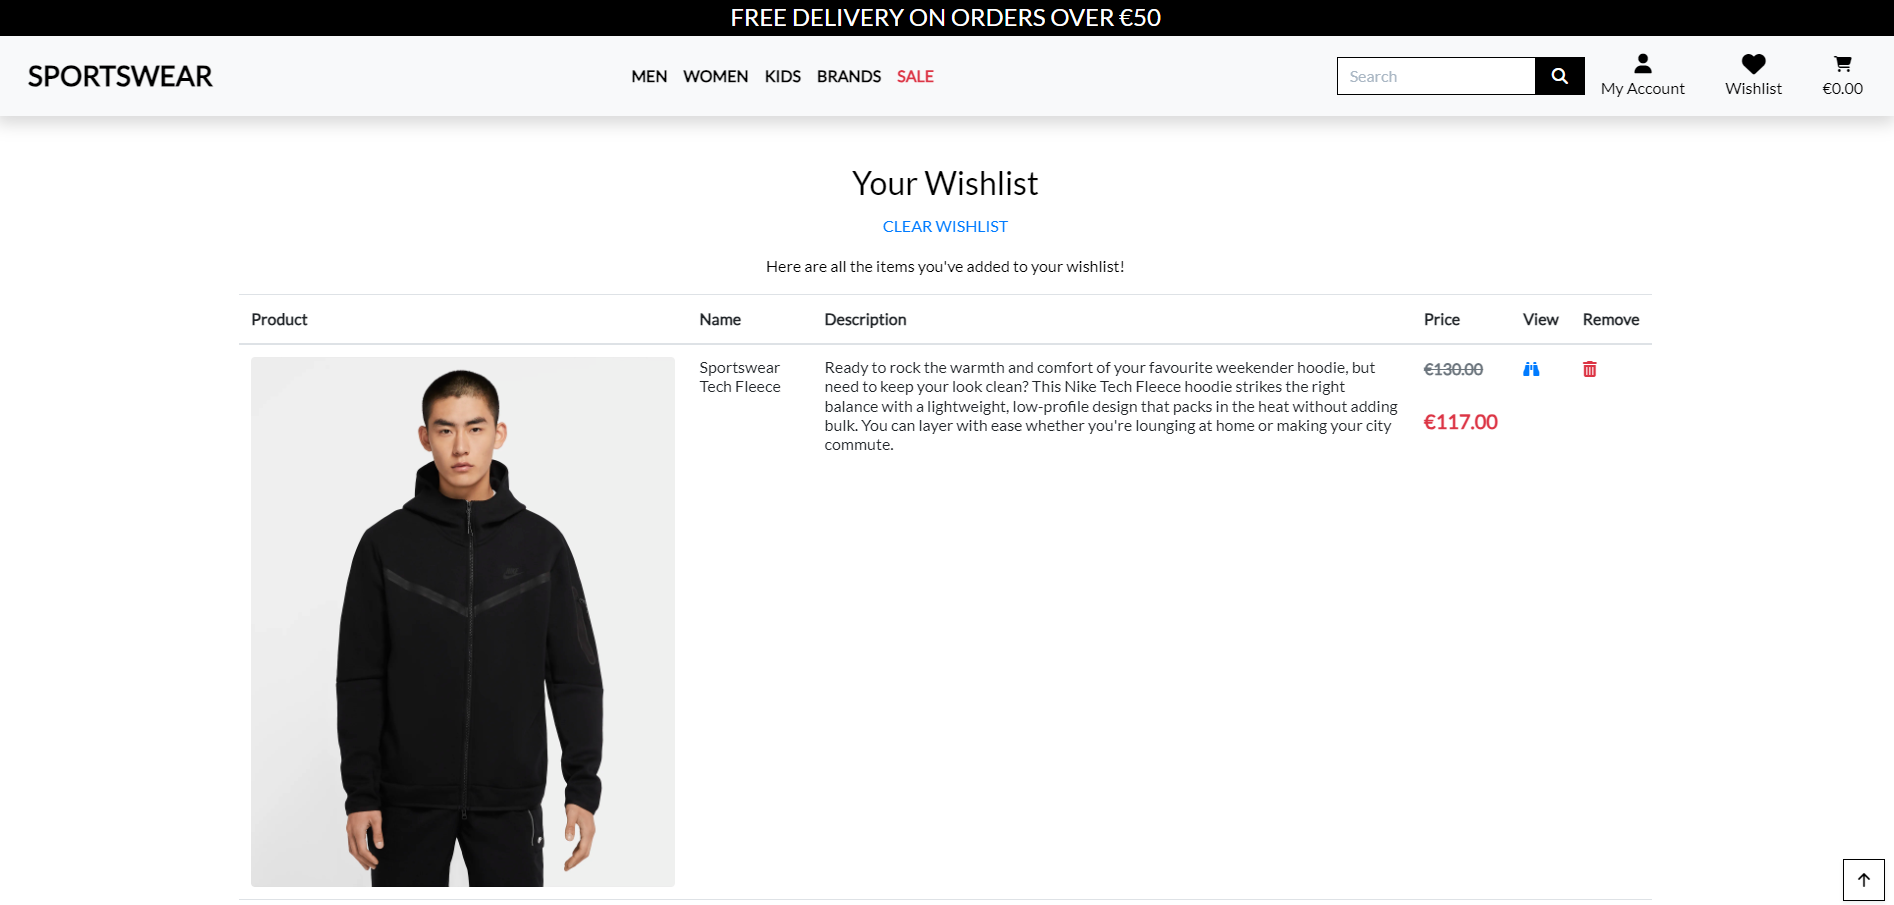 FREE DELIVERY ON ORDERS OVER €50
SPORTSWEAR
MEN WOMEN KIDS BRANDS SALE
Search
My Account
Wishlist
€0.00
Your Wishlist
CLEAR WISHLIST
Here are all the items you've added to your wishlist!
Product Name Description Price View Remove
Sportswear
Tech Fleece
Ready to rock the warmth and comfort of your favourite weekender hoodie, but
need to keep your look clean? This Nike Tech Fleece hoodie strikes the right
balance with a lightweight, low-profile design that packs in the heat without adding
bulk. You can layer with ease whether you're lounging at home or making your city
commute.
€130.00
€117.00